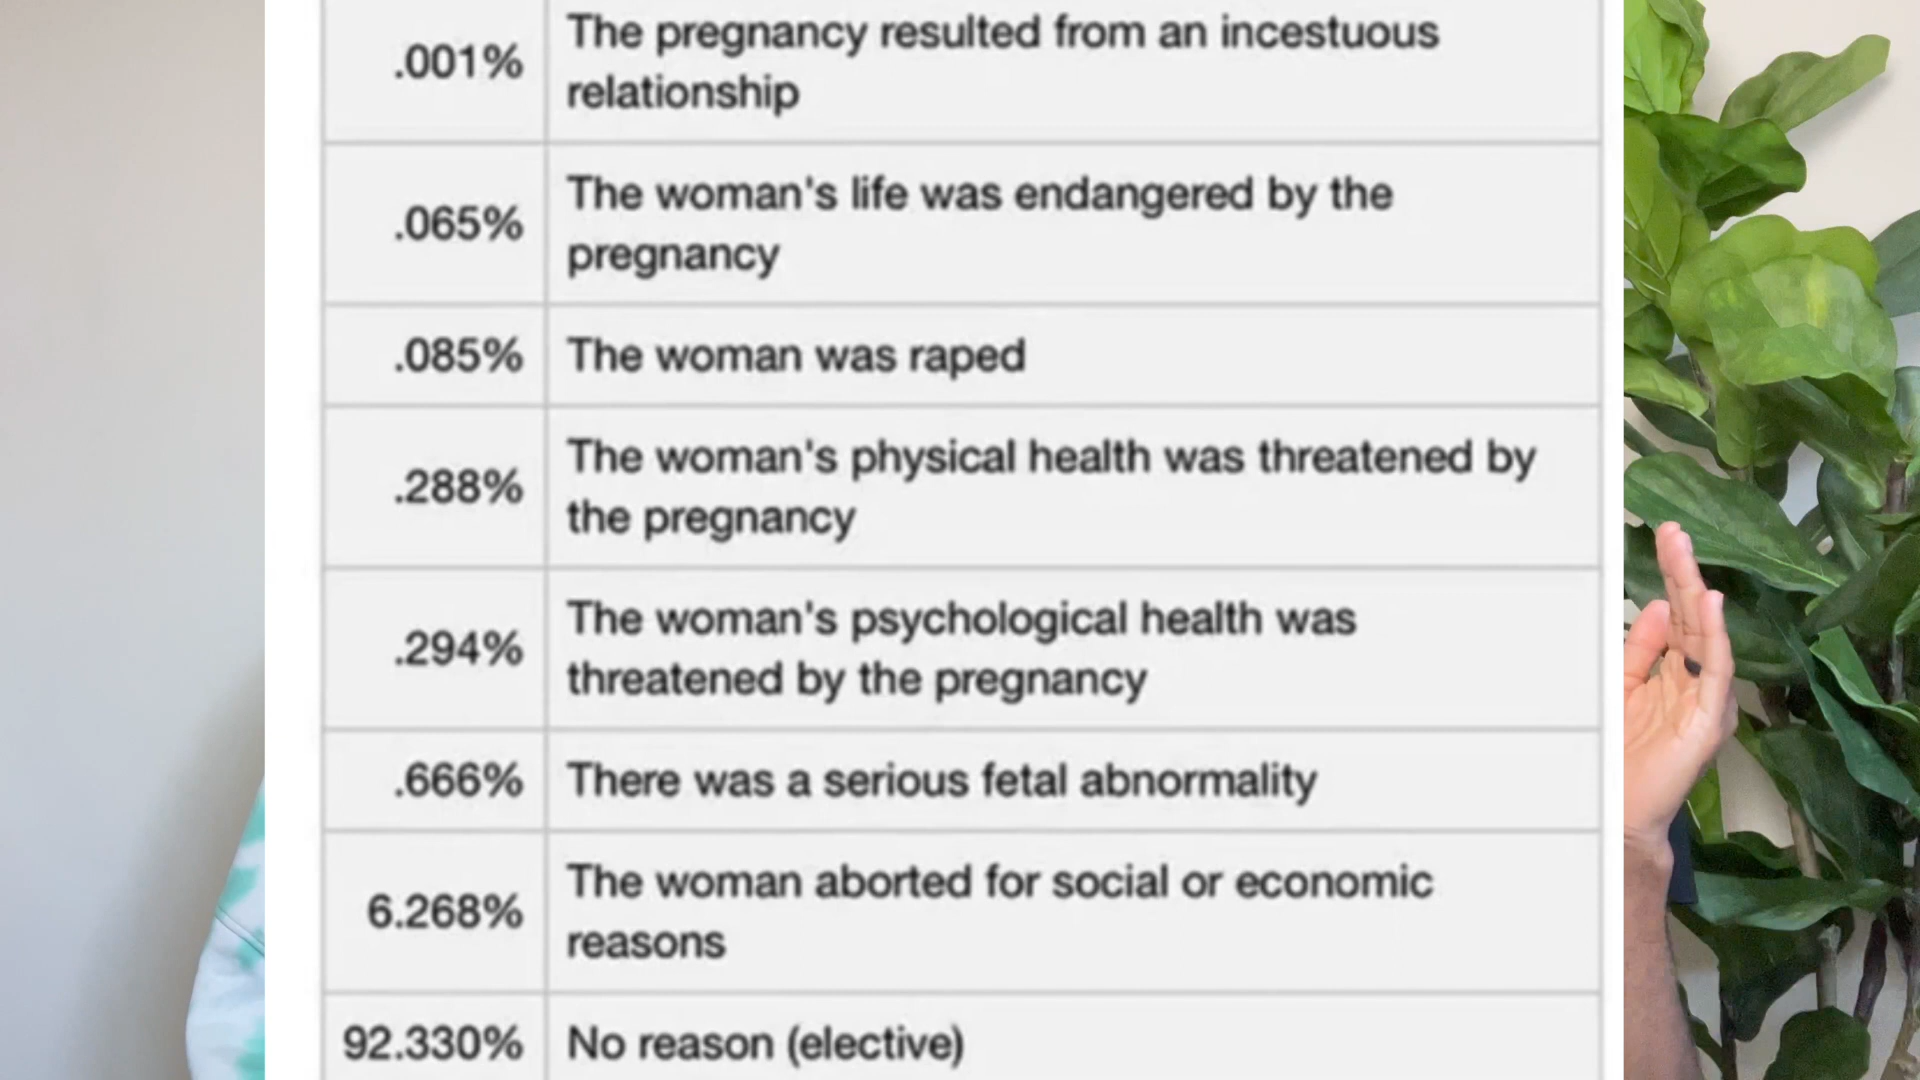 .001%
The pregnancy resulted from an incestuous
relationship
.065%
The woman's life was endangered by the
pregnancy
.085%
The woman was raped
.288%
The woman's physical health was threatened by
the pregnancy
.294%
The woman's psychological health was
threatened by the pregnancy
.666%
There was a serious fetal abnormality
6.268%
The woman aborted for social or economic
reasons
92.330%
No reason (elective)